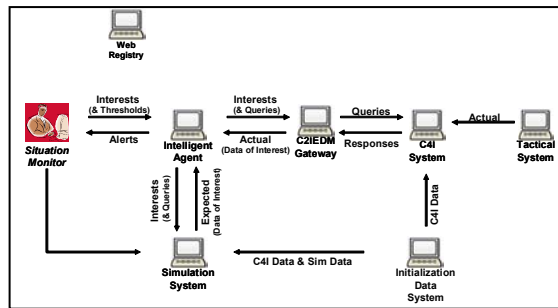 Web
Registry
Interests
(& Thresholds)
Alerts
Situation
Monitor
Intelligent
Agent
Interests
(& Queries)
Actual
(Data of Interest)
C2IEDM
Gateway
Queries
Responses
C4I
System
Actual
Tactical
System
Interests
(& Queries)
Expected
(Data of Interest)
C4I Data
Simulation
System
C4I Data & Sim Data
Initialization
Data
System